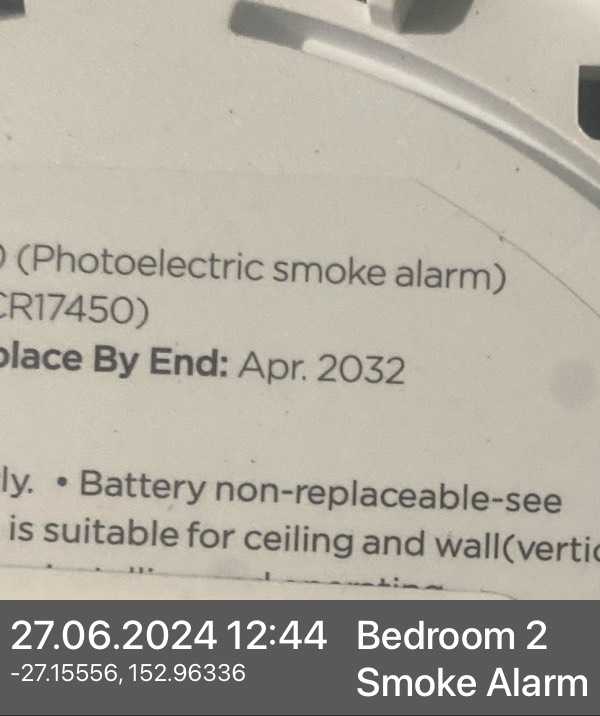 ) (Photoelectric smoke alarm)
CR17450)
place By End: Apr. 2032
ly. • Battery non-replaceable-see
is suitable for ceiling and wall(vertic
27.06.2024 12:44
-27.15556, 152.96336
Bedroom 2
Smoke Alarm